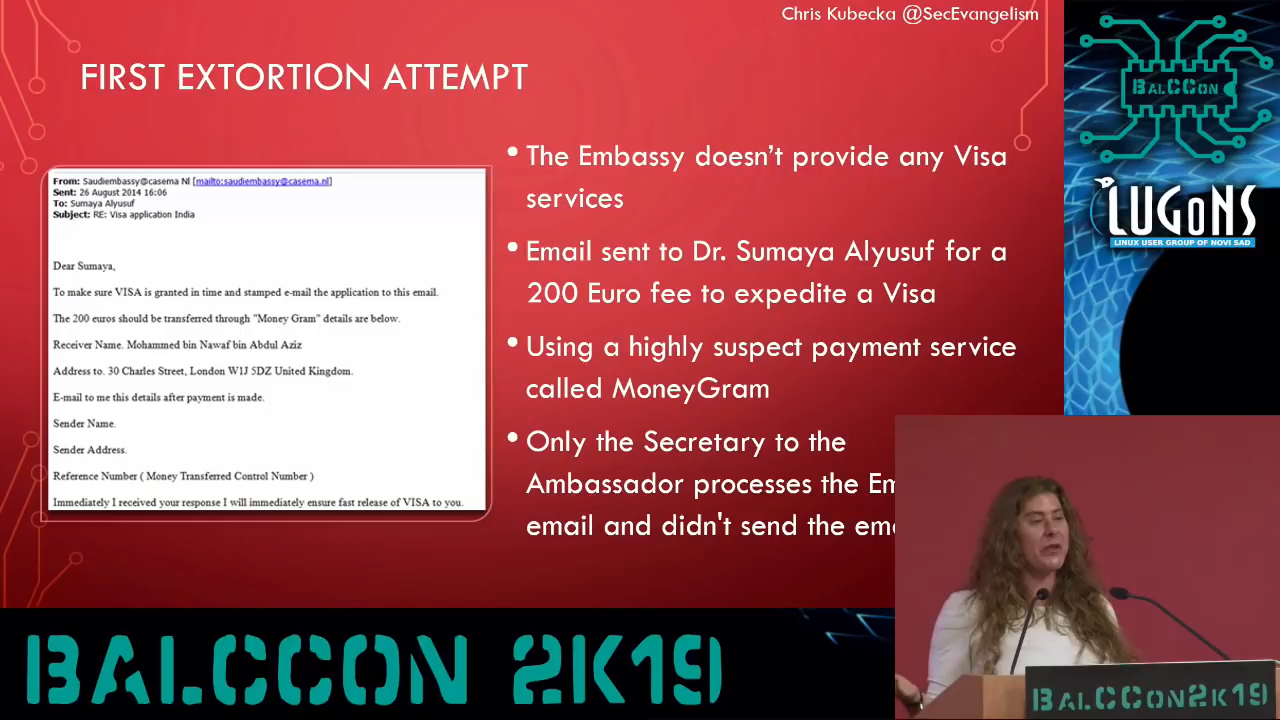 Chris Kubecka @SecEvangelism
FIRST EXTORTION ATTEMPT
From: Saudiembassy@casema Nl [mailto:saudiembassy@casema.nl]
Sent: 26 August 2014 16:06
To: Sumaya Alyusuf
Subject: RE: Visa application India
Dear Sumaya,
To make sure VISA is granted in time and stamped e-mail the application to this email.
The 200 euros should be transferred through "Money Gram" details are below.
Receiver Name. Mohammed bin Nawaf bin Abdul Aziz
Address to. 30 Charles Street, London W1J 5DZ United Kingdom.
E-mail to me this details after payment is made.
Sender Name.
Sender Address.
Reference Number ( Money Transferred Control Number )
Immediately I received your response I will immediately ensure fast release of VISA to you.
• The Embassy doesn’t provide any Visa
services
• Email sent to Dr. Sumaya Alyusuf for a
200 Euro fee to expedite a Visa
• Using a highly suspect payment service
called MoneyGram
• Only the Secretary to the
Ambassador processes the
email and didn't send the
BALCCON
LUGONS
LINUX USER GROUP OF NOVI SAD
BALCCON 2K19
BALCCON2K19